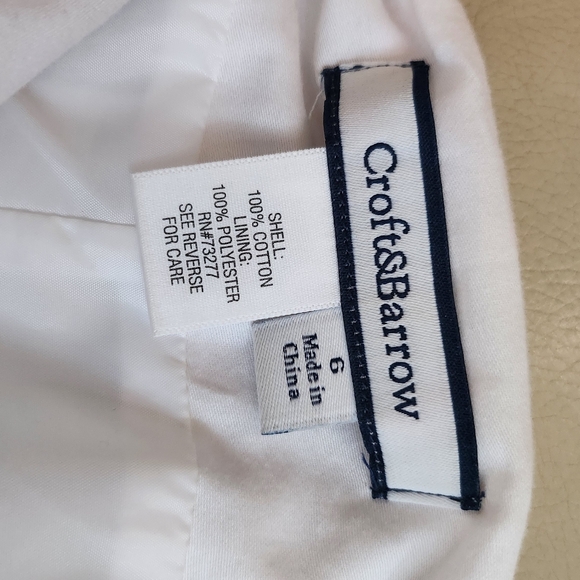 Croft&Barrow
6
Made in
China
SHELL:
100% COTTON
LINING:
100% POLYESTER
RN#73277
SEE REVERSE
FOR CARE